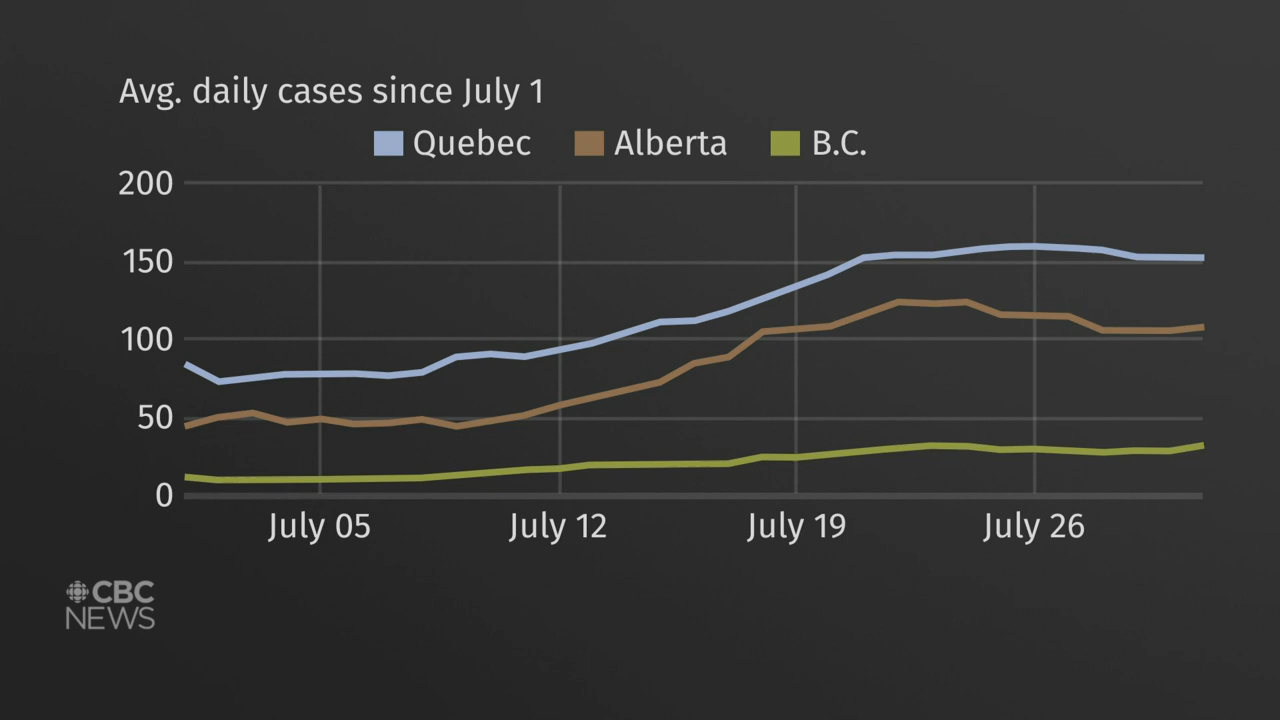 Avg. daily cases since July 1
Quebec Alberta B.C.
200
150
100
50
0
July 05 July 12 July 19 July 26
CBC
NEWS